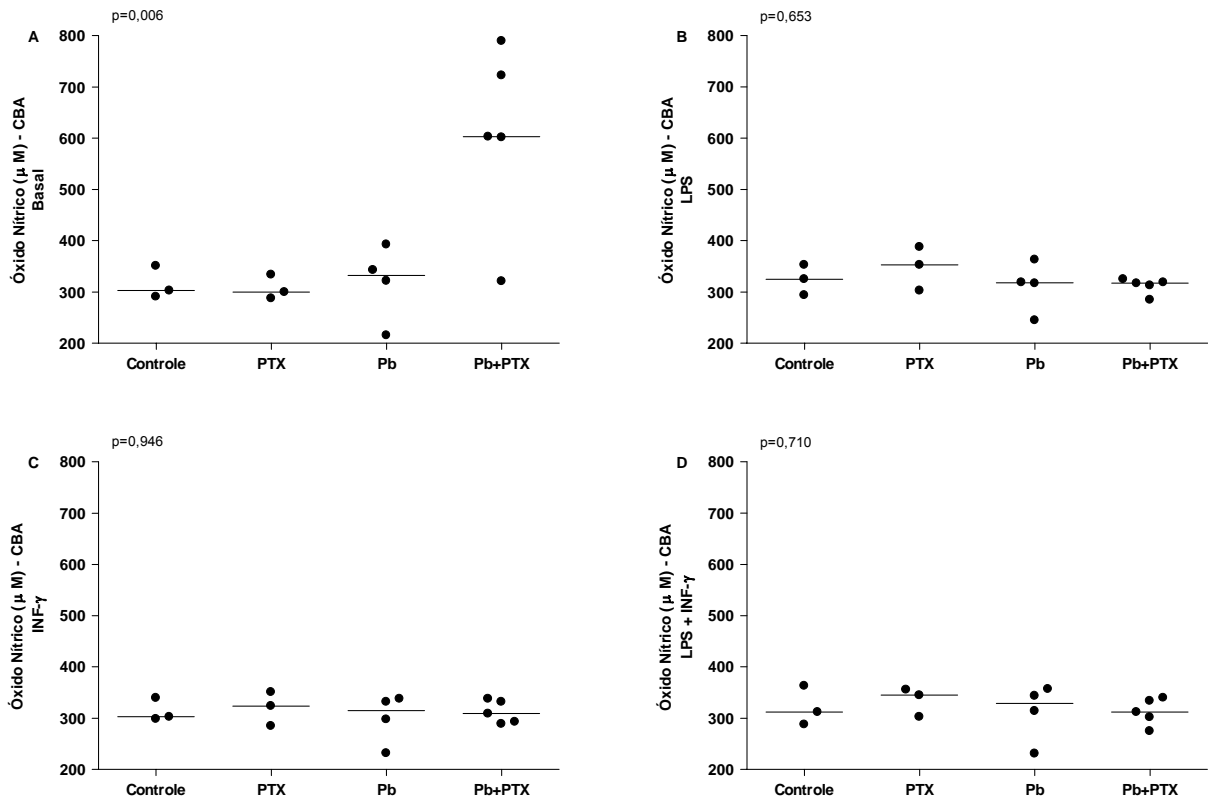 p=0,006
A
Óxido Nítrico (μ M) - CBA
Basal
800
700
600
500
400
300
200
Controle PTX Pb Pb+PTX
p=0,653
B
Óxido Nítrico (μ M) - CBA
LPS
800
700
600
500
400
300
200
Controle PTX Pb Pb+PTX
p=0,946
C
Óxido Nítrico (μ M) - CBA
INF-γ
800
700
600
500
400
300
200
Controle PTX Pb Pb+PTX
p=0,710
D
Óxido Nítrico (μ M) - CBA
LPS + INF-γ
800
700
600
500
400
300
200
Controle PTX Pb Pb+PTX